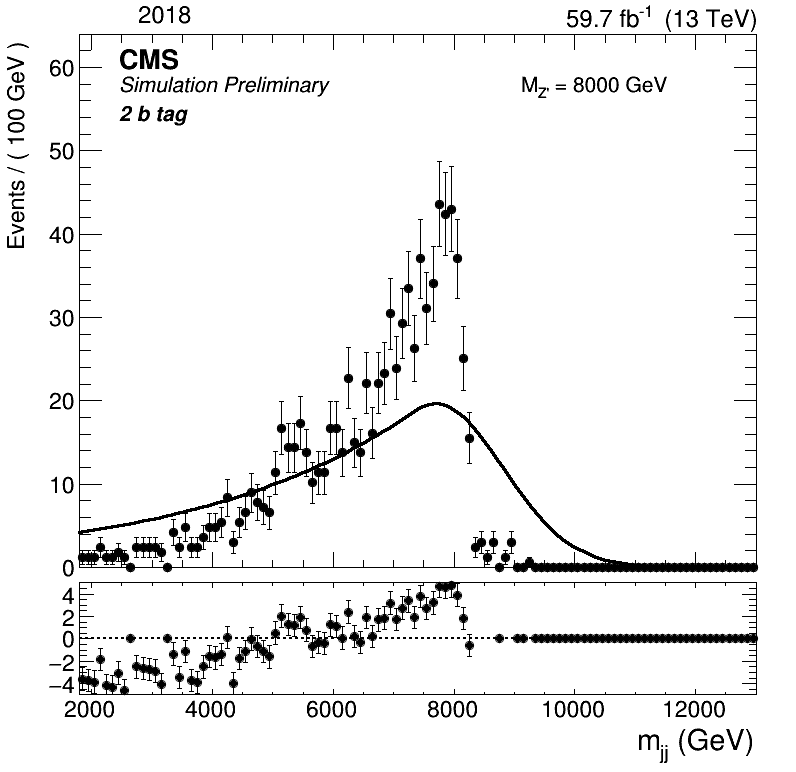 2018
59.7 fb⁻¹ (13 TeV)
Events / ( 100 GeV )
CMS
Simulation Preliminary
2 b tag
M_Z' = 8000 GeV
60
50
40
30
20
10
0
4
2
0
−2
−4
2000 4000 6000 8000 10000 12000
m_jj (GeV)